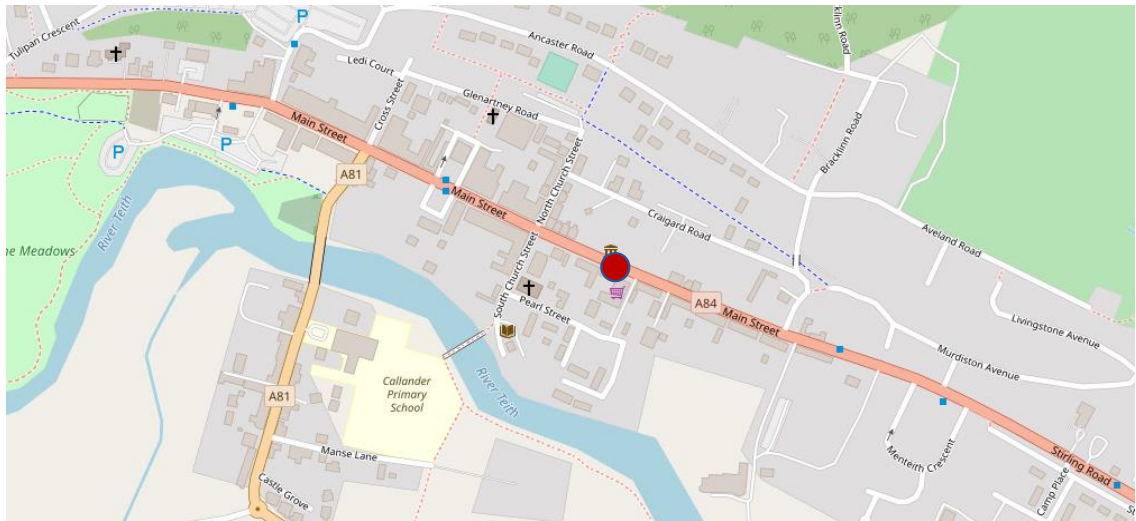 Tulipan Crescent
P
Ancaster Road
Bracklinn Road
Ledi Court
Glenartney Road
Cross Street
Main Street
P
P
A81
Main Street
North Church Street
Craigard Road
Bracklinn Road
River Teith
ne Meadows
South Church Street
Aveland Road
Pearl Street
A84
Main Street
Livingstone Avenue
Murdiston Avenue
Callander
Primary
School
River Teith
A81
Manse Lane
Castle Grove
Menteith Crescent
Stirling Road
Camp Place
St